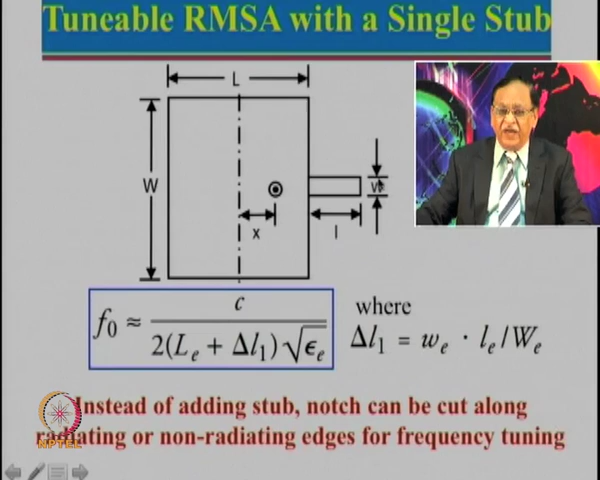 Tuneable RMSA with a Single Stub
L
W
w
x
l
f₀ ≈ c / 2(Lₑ + Δl₁)√ϵₑ
where
Δl₁ = wₑ · lₑ/Wₑ
Instead of adding stub, notch can be cut along
radiating or non-radiating edges for frequency tuning
NPTEL